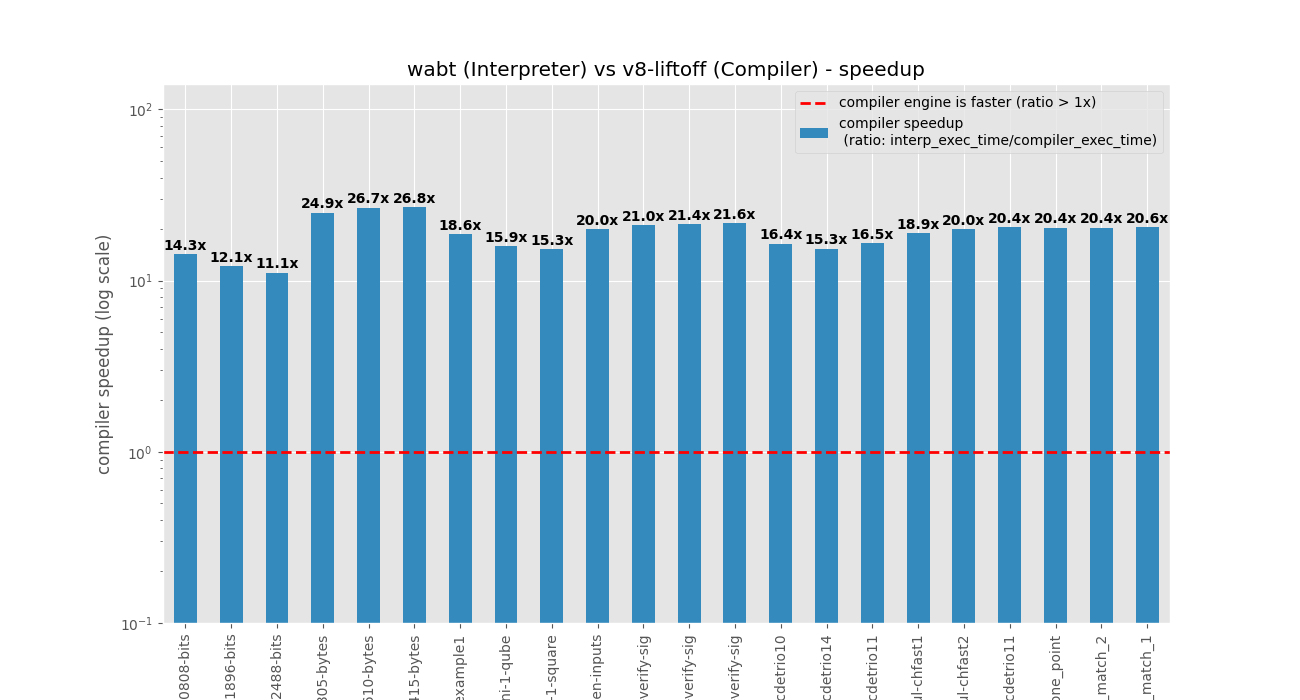 wabt (Interpreter) vs v8-liftoff (Compiler) - speedup
compiler engine is faster (ratio > 1x)
compiler speedup
(ratio: interp_exec_time/compiler_exec_time)
compiler speedup (log scale)
10²
10¹
10⁰
10⁻¹
14.3x
12.1x
11.1x
24.9x
26.7x
26.8x
18.6x
15.9x
15.3x
20.0x
21.0x
21.4x
21.6x
16.4x
15.3x
16.5x
18.9x
20.0x
20.4x
20.4x
20.4x
20.6x
0808-bits
1896-bits
2488-bits
305-bytes
510-bytes
415-bytes
example1
ni-1-qube
-1-square
en-inputs
verify-sig
verify-sig
verify-sig
cdetrio10
cdetrio14
cdetrio11
ul-chfast1
ul-chfast2
cdetrio11
one_point
_match_2
_match_1